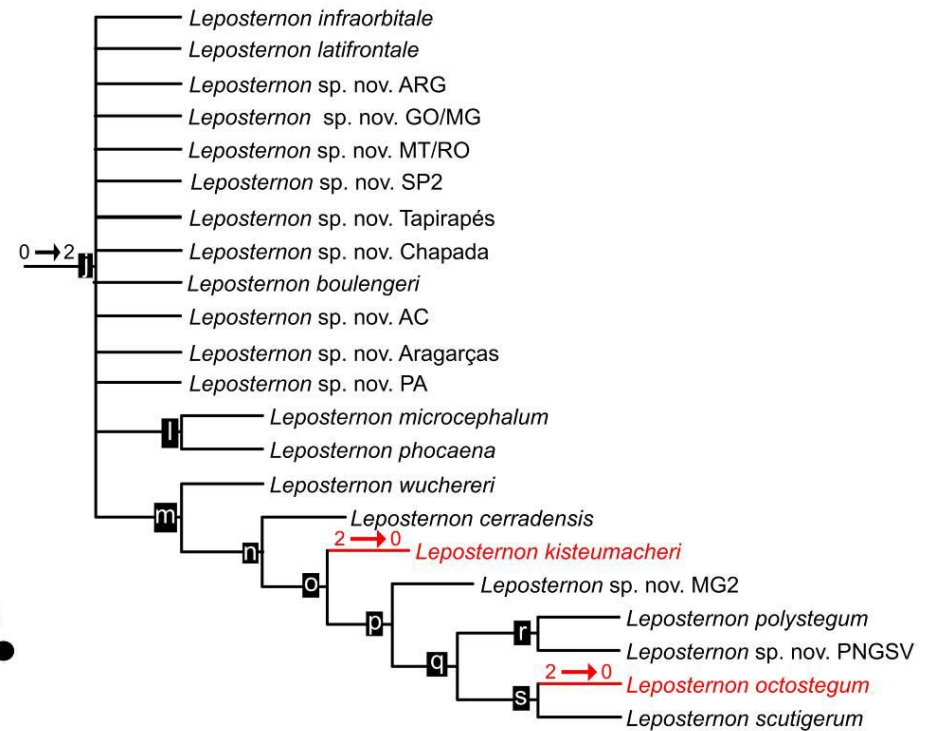 Leposternon infraorbitale
Leposternon latifrontale
Leposternon sp. nov. ARG
Leposternon sp. nov. GO/MG
Leposternon sp. nov. MT/RO
Leposternon sp. nov. SP2
Leposternon sp. nov. Tapirapés
0 → 2
j
Leposternon sp. nov. Chapada
Leposternon boulengeri
Leposternon sp. nov. AC
Leposternon sp. nov. Aragarças
Leposternon sp. nov. PA
l
Leposternon microcephalum
Leposternon phocaena
m
Leposternon wuchereri
n
Leposternon cerradensis
o
2 → 0
Leposternon kisteumacheri
p
Leposternon sp. nov. MG2
q
r
Leposternon polystegum
Leposternon sp. nov. PNGSV
s
2 → 0
Leposternon octostegum
Leposternon scutigerum